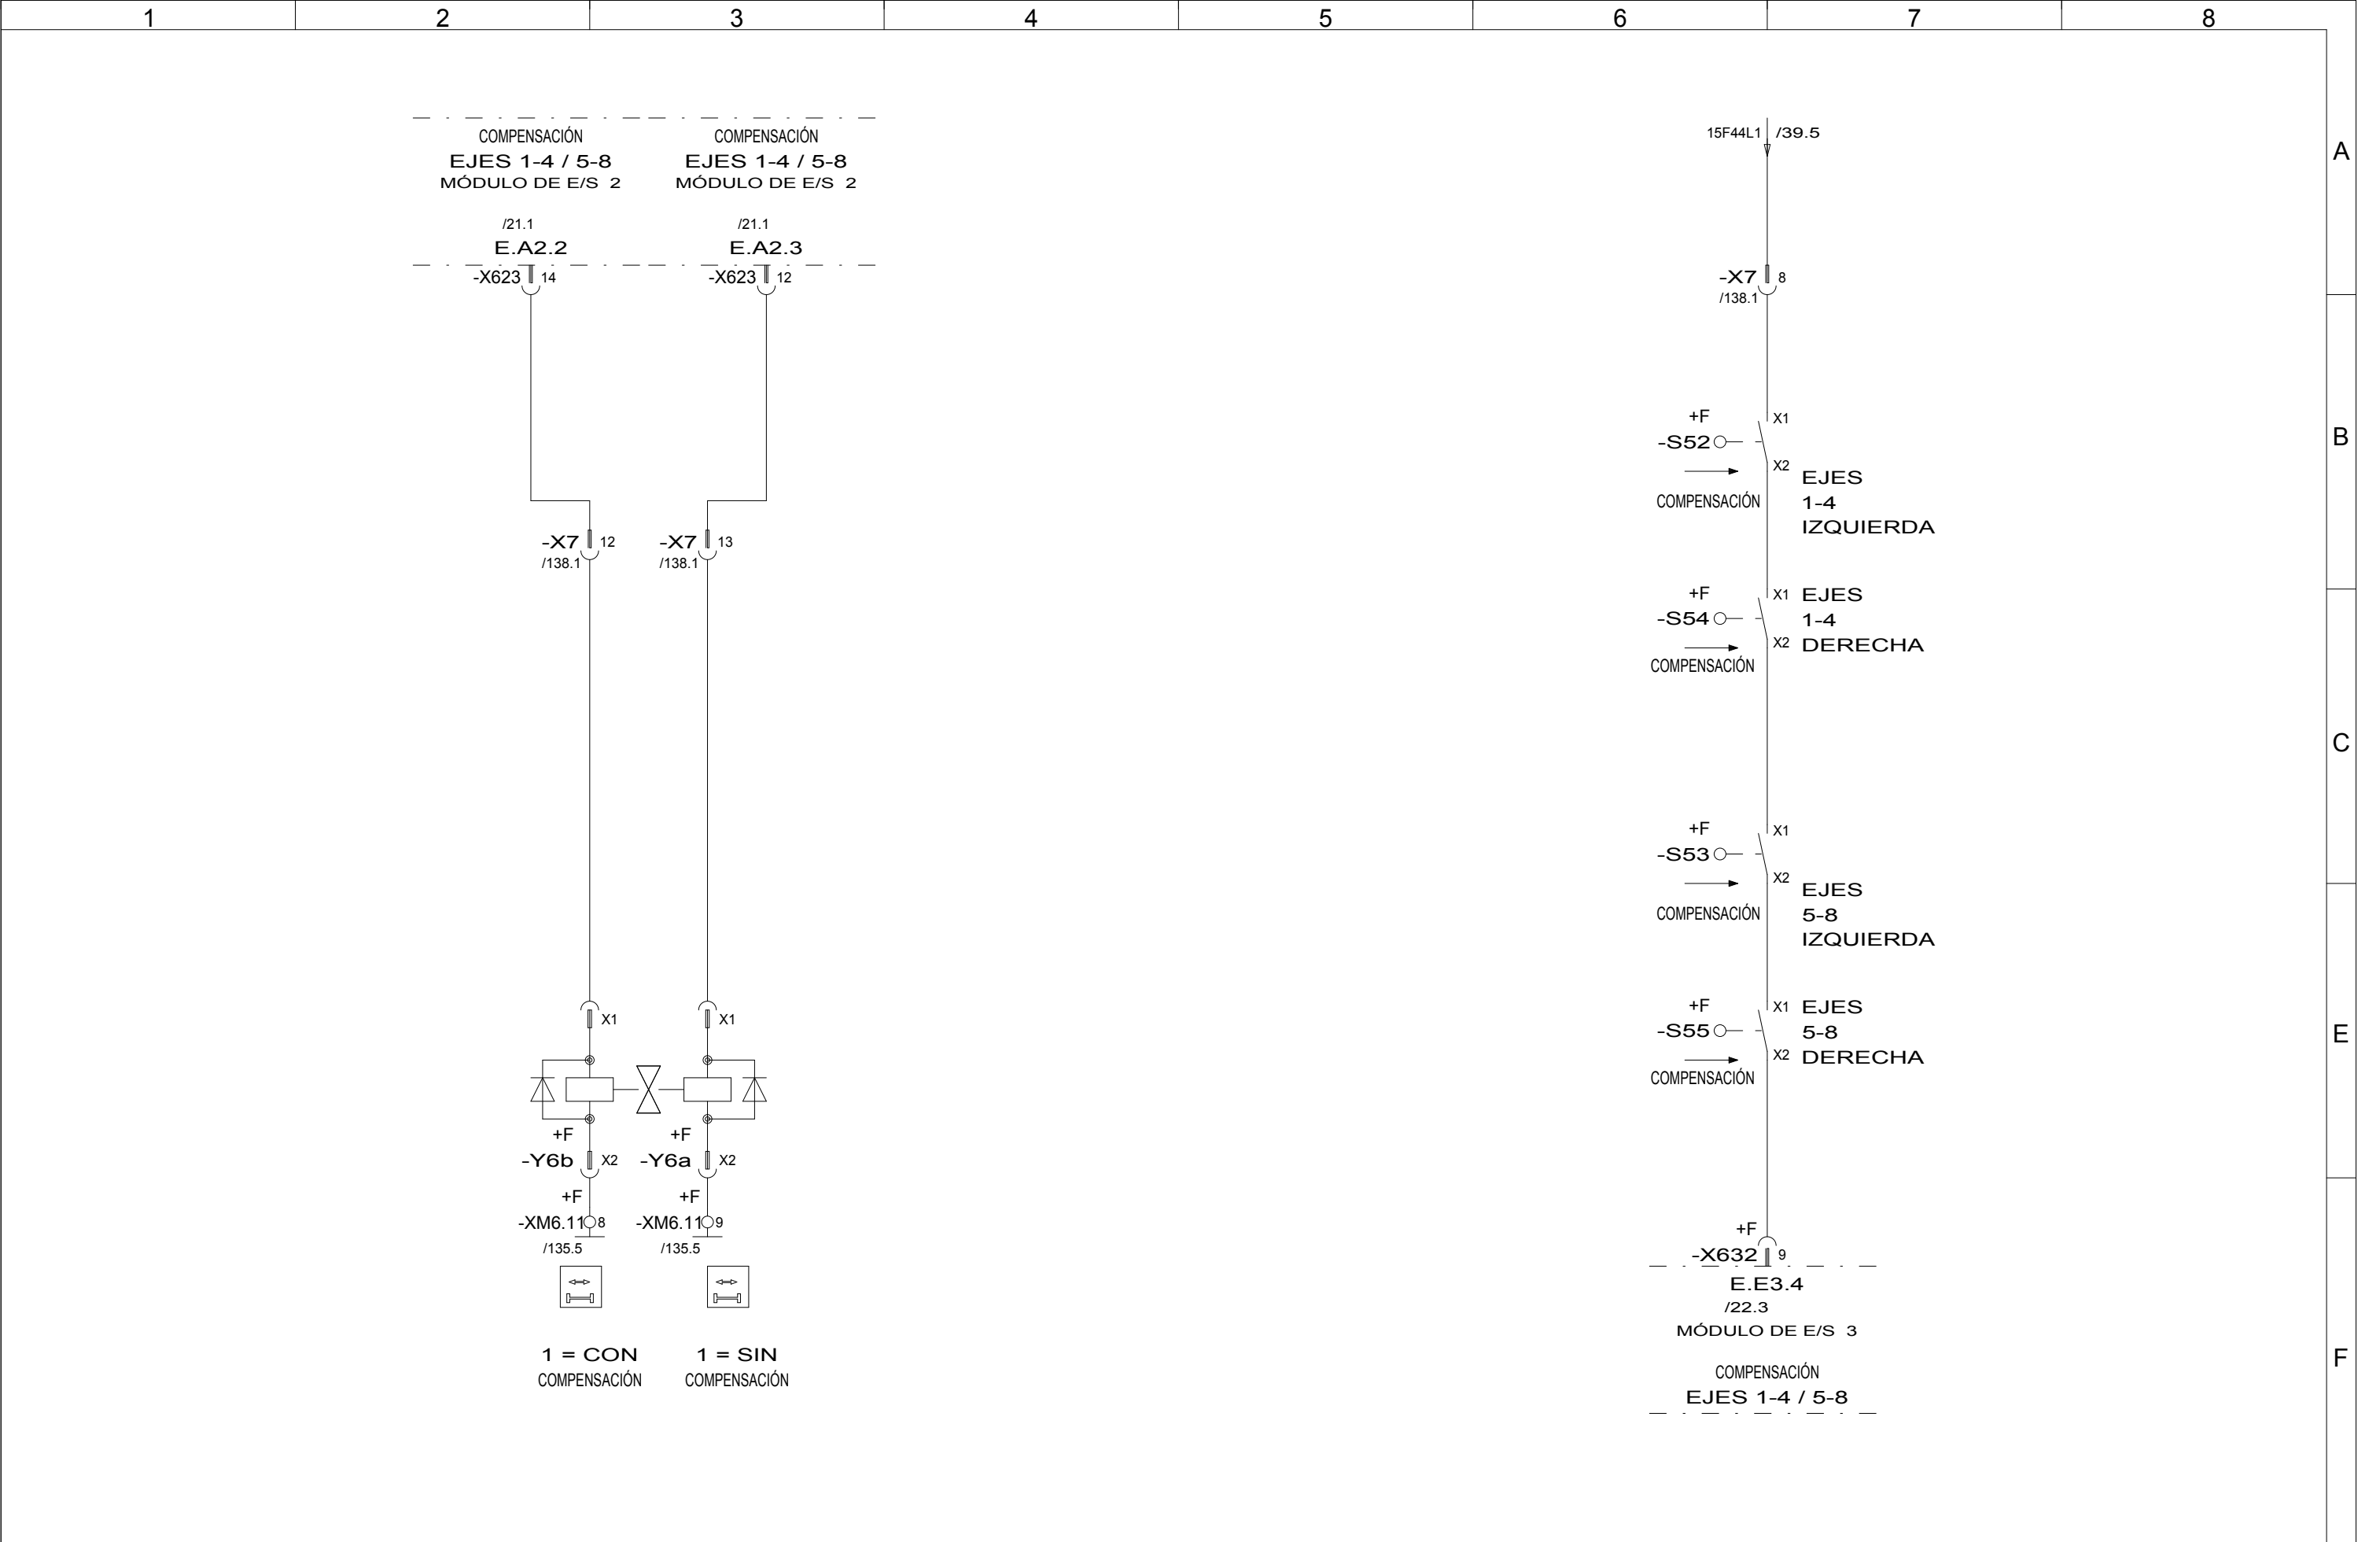 1 2 3 4 5 6 7 8
COMPENSACIÓN COMPENSACIÓN
EJES 1-4 / 5-8 EJES 1-4 / 5-8
MÓDULO DE E/S 2 MÓDULO DE E/S 2
/21.1 /21.1
E.A2.2 E.A2.3
-X623 14 -X623 12
-X7 12 -X7 13
/138.1 /138.1
X1 X1
+F +F
-Y6b X2 -Y6a X2
+F +F
-XM6.11 8 -XM6.11 9
/135.5 /135.5
1 = CON 1 = SIN
COMPENSACIÓN COMPENSACIÓN
15F44L1 /39.5
-X7 8
/138.1
+F X1
-S52
X2
EJES
COMPENSACIÓN 1-4
IZQUIERDA
+F X1 EJES
-S54 1-4
X2 DERECHA
COMPENSACIÓN
+F X1
-S53
X2
EJES
COMPENSACIÓN 5-8
IZQUIERDA
+F X1 EJES
-S55 5-8
X2 DERECHA
COMPENSACIÓN
+F
-X632 9
E.E3.4
/22.3
MÓDULO DE E/S 3
COMPENSACIÓN
EJES 1-4 / 5-8
A
B
C
E
F